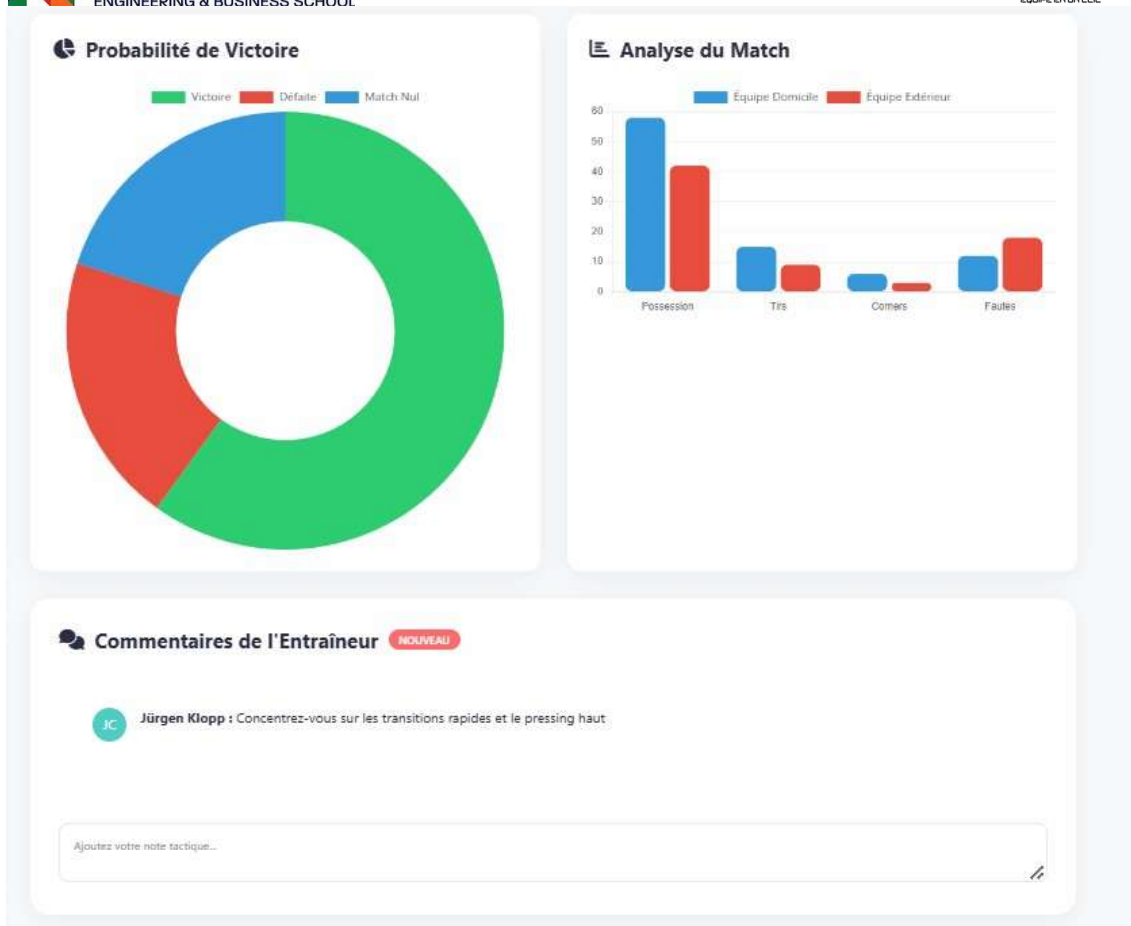 ENGINEERING & BUSINESS SCHOOL
Probabilité de Victoire
Victoire Défaite Match Nul
Analyse du Match
Équipe Domicile Équipe Extérieur
60
50
40
30
20
10
0
Possession Tirs Corners Fautes
Commentaires de l'Entraîneur NOUVEAU
JC Jürgen Klopp : Concentrez-vous sur les transitions rapides et le pressing haut
Ajoutez votre note tactique...